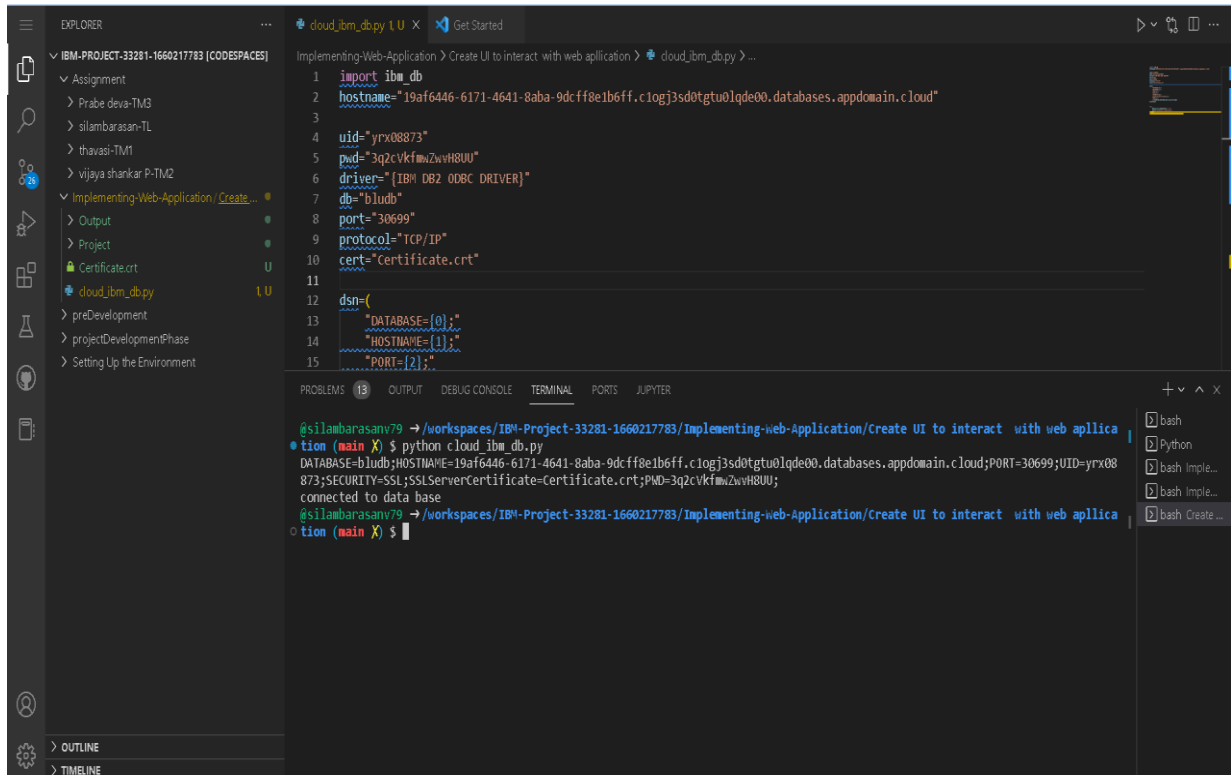 EXPLORER
···
IBM-PROJECT-33281-1660217783 [CODESPACES]
Assignment
Prabe deva-TM3
silambarasan-TL
thavasi-TM1
vijaya shankar P-TM2
Implementing-Web-Application / Create ...
Output
Project
Certificate.crt U
cloud_ibm_db.py 1, U
preDevelopment
projectDevelopmentPhase
Setting Up the Environment
OUTLINE
TIMELINE
26
cloud_ibm_db.py 1, U ×
Get Started
Implementing-Web-Application > Create UI to interact with web apllication > cloud_ibm_db.py > ...
1 import ibm_db
2 hostname="19af6446-6171-4641-8aba-9dcff8e1b6ff.c1ogj3sd0tgtu0lqde00.databases.appdomain.cloud"
3
4 uid="yrx08873"
5 pwd="3q2cVkfmwZwvH8UU"
6 driver="{IBM DB2 ODBC DRIVER}"
7 db="bludb"
8 port="30699"
9 protocol="TCP/IP"
10 cert="Certificate.crt"
11
12 dsn=(
13 "DATABASE={0};"
14 "HOSTNAME={1};"
15 "PORT={2};"
PROBLEMS 13 OUTPUT DEBUG CONSOLE TERMINAL PORTS JUPYTER
@silambarasanv79 → /workspaces/IBM-Project-33281-1660217783/Implementing-Web-Application/Create UI to interact  with web apllica
tion (main X) $ python cloud_ibm_db.py
DATABASE=bludb;HOSTNAME=19af6446-6171-4641-8aba-9dcff8e1b6ff.c1ogj3sd0tgtu0lqde00.databases.appdomain.cloud;PORT=30699;UID=yrx08
873;SECURITY=SSL;SSLServerCertificate=Certificate.crt;PWD=3q2cVkfmwZwvH8UU;
connected to data base
@silambarasanv79 → /workspaces/IBM-Project-33281-1660217783/Implementing-Web-Application/Create UI to interact  with web apllica
tion (main X) $
bash
Python
bash Imple...
bash Imple...
bash Create ...